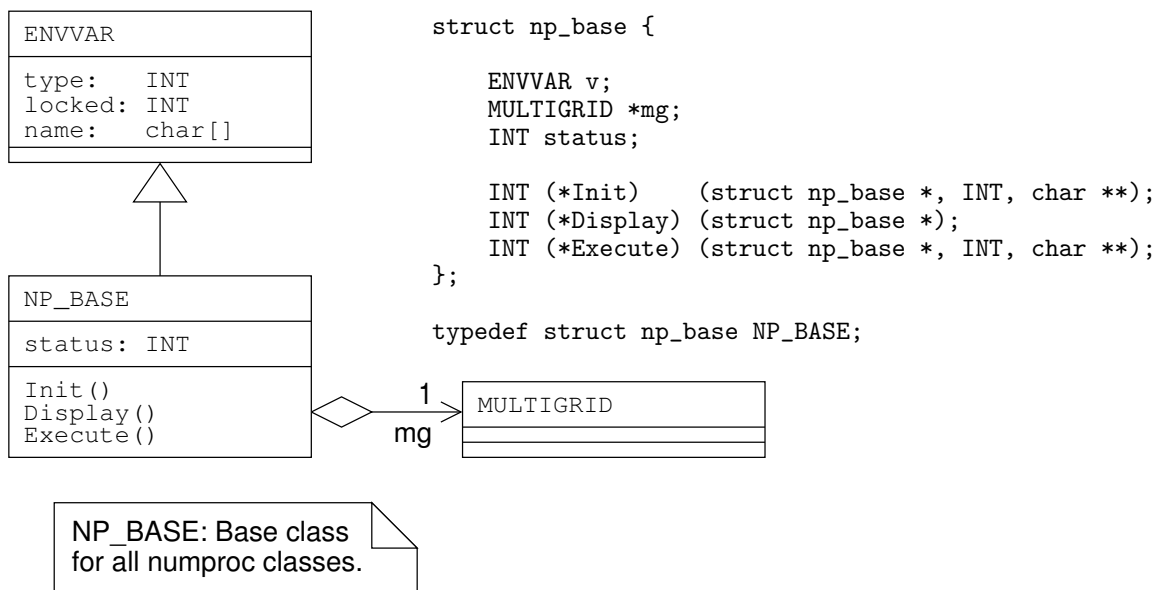 ENVVAR
type:   INT
locked: INT
name:   char[]
NP_BASE
status: INT
Init()
Display()
Execute()
1
mg
MULTIGRID
NP_BASE: Base class
for all numproc classes.
struct np_base {
    ENVVAR v;
    MULTIGRID *mg;
    INT status;
    INT (*Init)    (struct np_base *, INT, char **);
    INT (*Display) (struct np_base *);
    INT (*Execute) (struct np_base *, INT, char **);
};
typedef struct np_base NP_BASE;